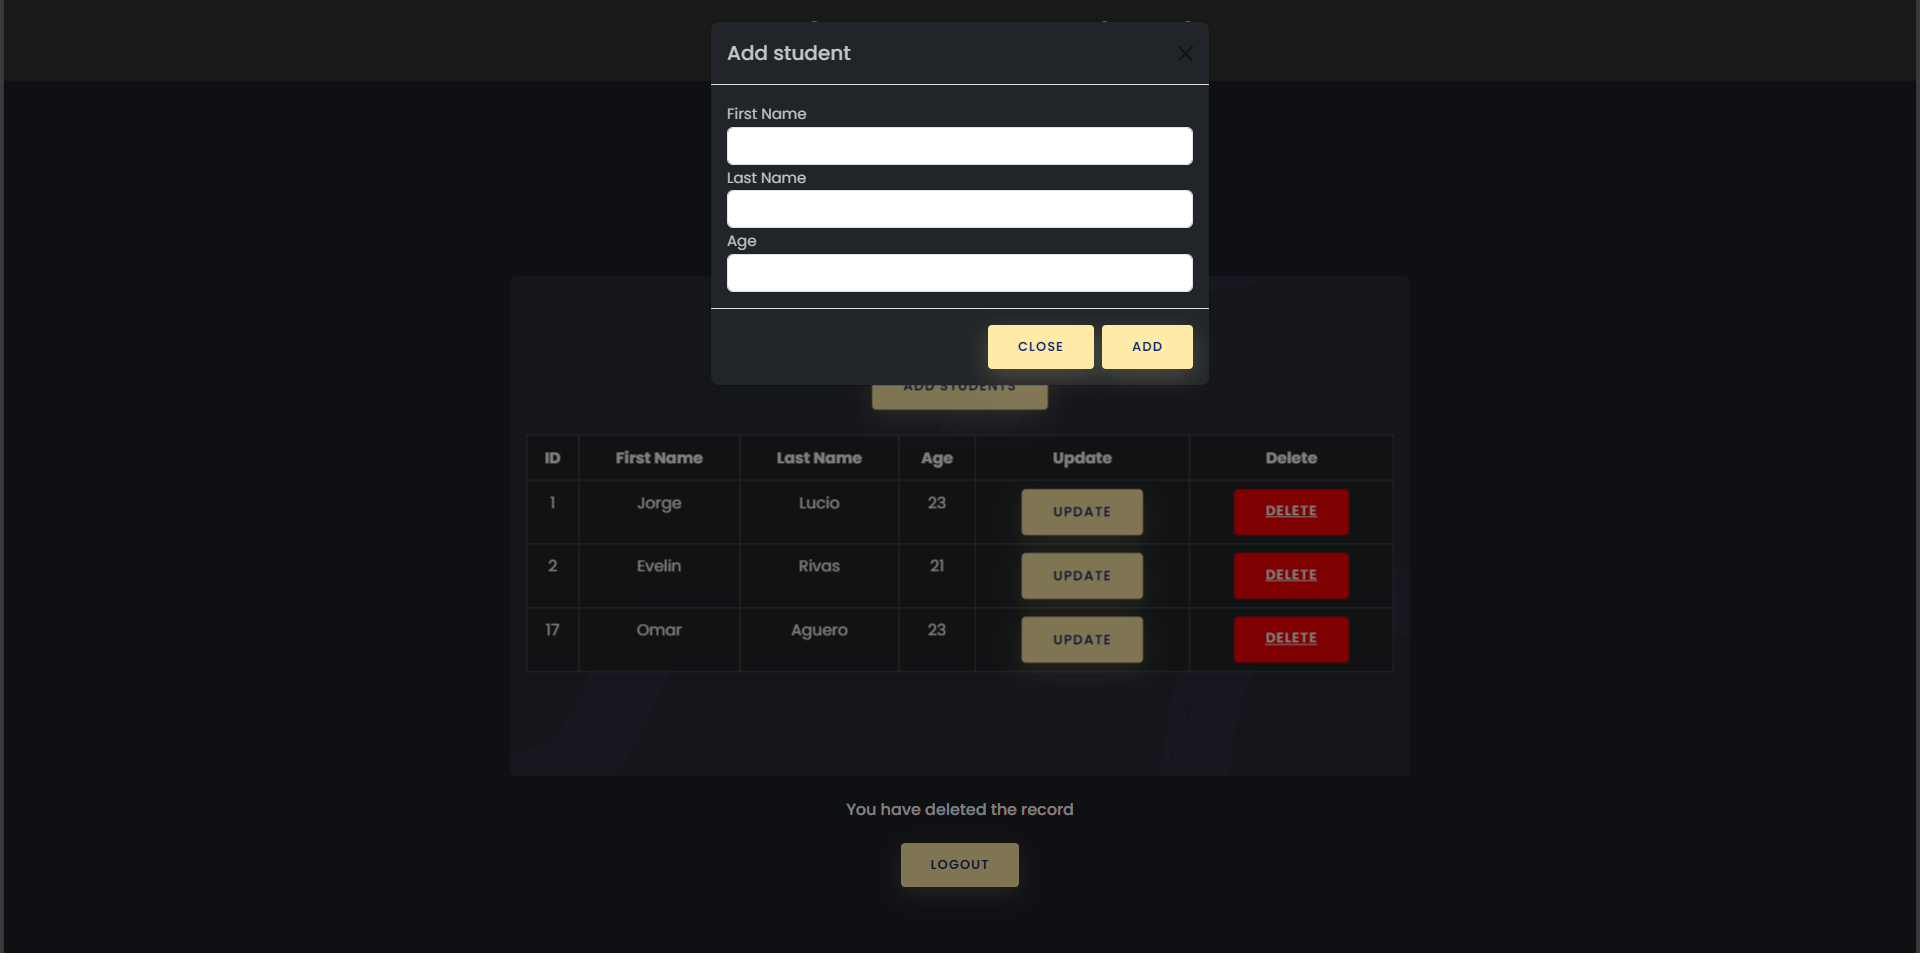 Add student
First Name
Last Name
Age
CLOSE ADD
ADD STUDENTS
ID First Name Last Name Age Update Delete
1 Jorge Lucio 23 UPDATE DELETE
2 Evelin Rivas 21 UPDATE DELETE
17 Omar Aguero 23 UPDATE DELETE
You have deleted the record
LOGOUT